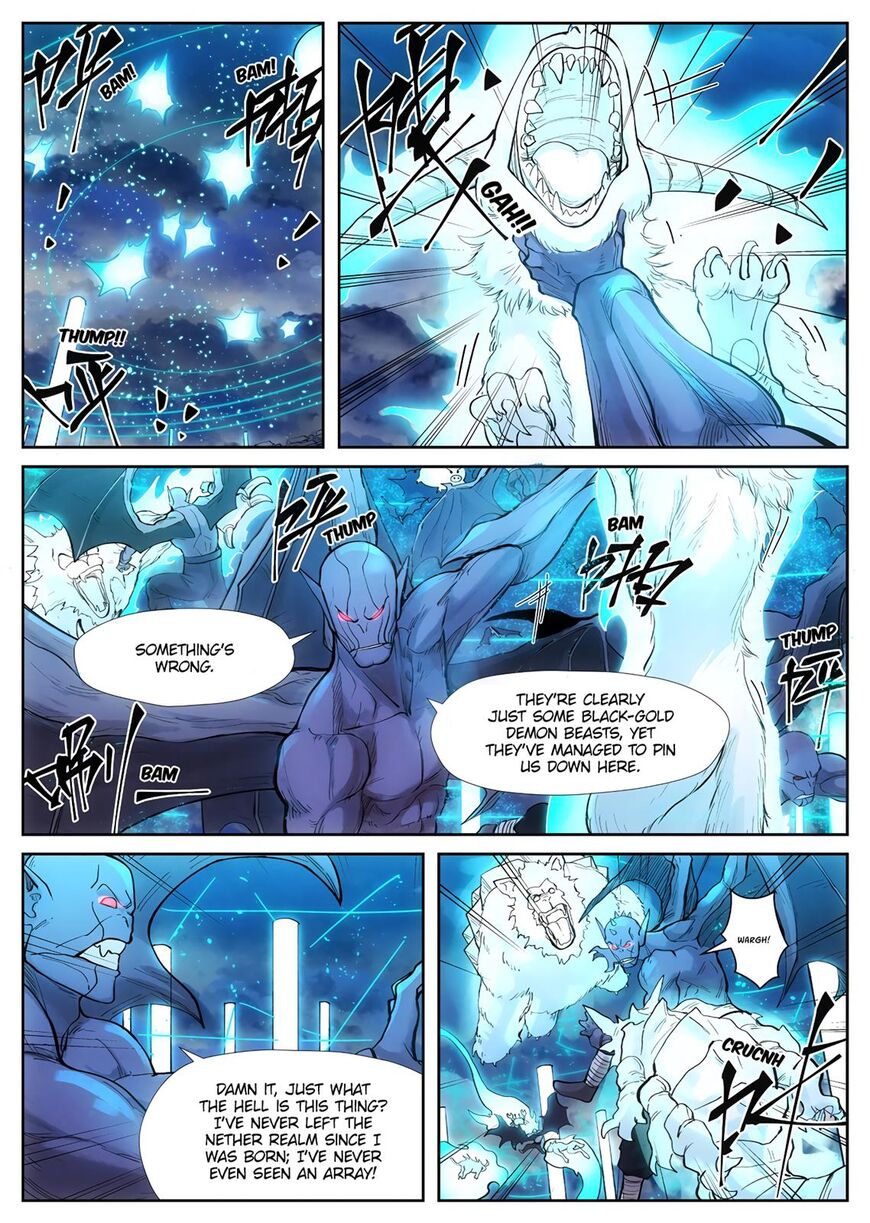 BAM!
BAM!
THUMP!!
GAH!!
THUMP
BAM
SOMETHING'S
WRONG.
THUMP
THEY'RE CLEARLY
JUST SOME BLACK-GOLD
DEMON BEASTS, YET
THEY'VE MANAGED TO PIN
US DOWN HERE.
BAM
DAMN IT, JUST WHAT
THE HELL IS THIS THING?
I'VE NEVER LEFT THE
NETHER REALM SINCE I
WAS BORN; I'VE NEVER
EVEN SEEN AN ARRAY!
WARGH!
CRUCNH